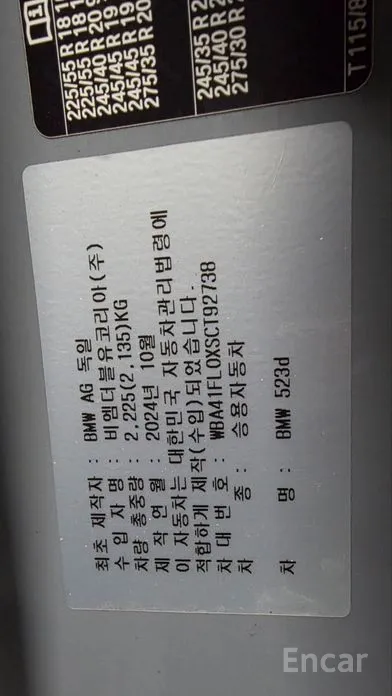 225/55 R 18 1
225/55 R 18 1
245/40 R 20 9
245/45 R 19
245/45 R 19
275/35 R 20
245/35 R 2
245/40 R 2
275/30 R
T 115/8
최초 제작자 : BMW AG 독일
수 입 자 명 : 비엠더블유코리아(주)
차량 총중량 : 2,225(2,135)KG
제 작 연 월 : 2024년 10월
이 자동차는 대한민국 자동차관리법령에
적합하게 제작(수입)되었습니다.
차 대 번 호 : WBA41FL0XSCT92738
차 종 : 승용자동차
차 명 : BMW 523d
Encar